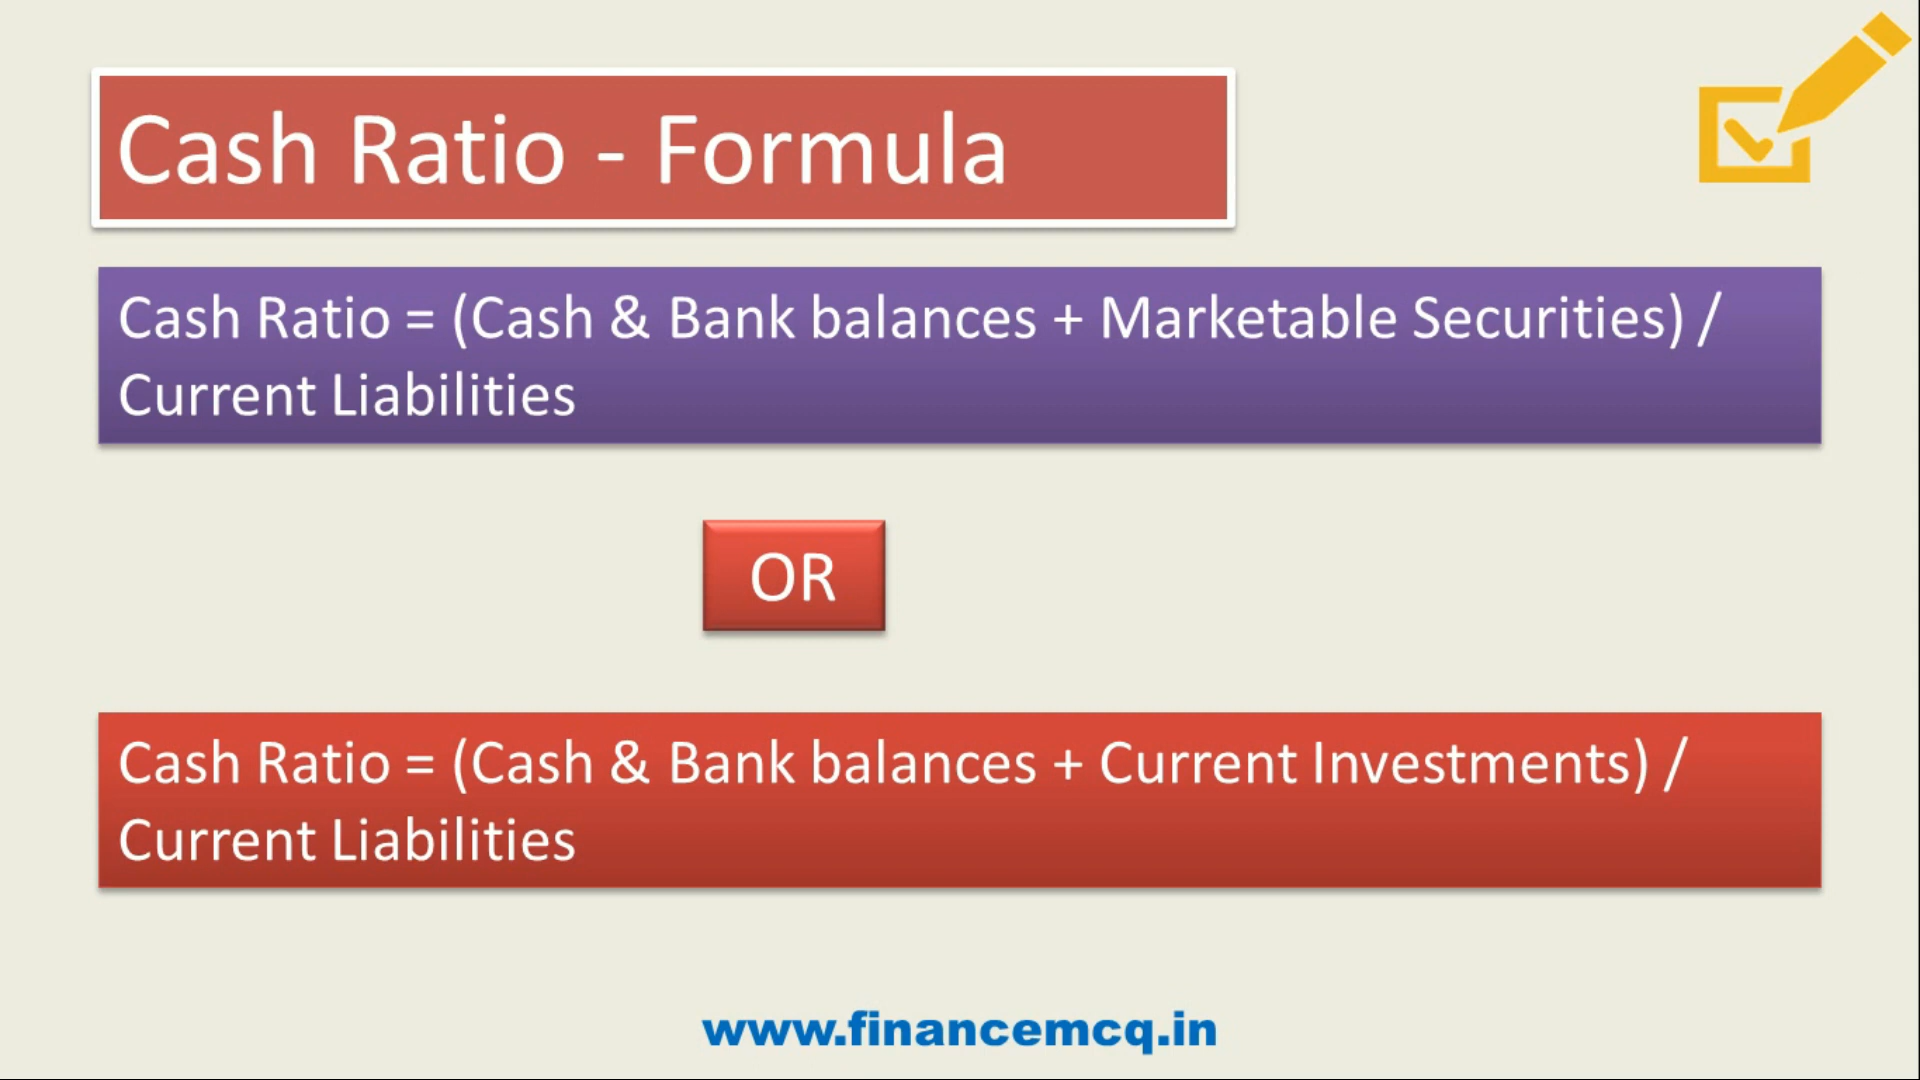 Cash Ratio - Formula
Cash Ratio = (Cash & Bank balances + Marketable Securities) /
Current Liabilities
OR
Cash Ratio = (Cash & Bank balances + Current Investments) /
Current Liabilities
www.financemcq.in